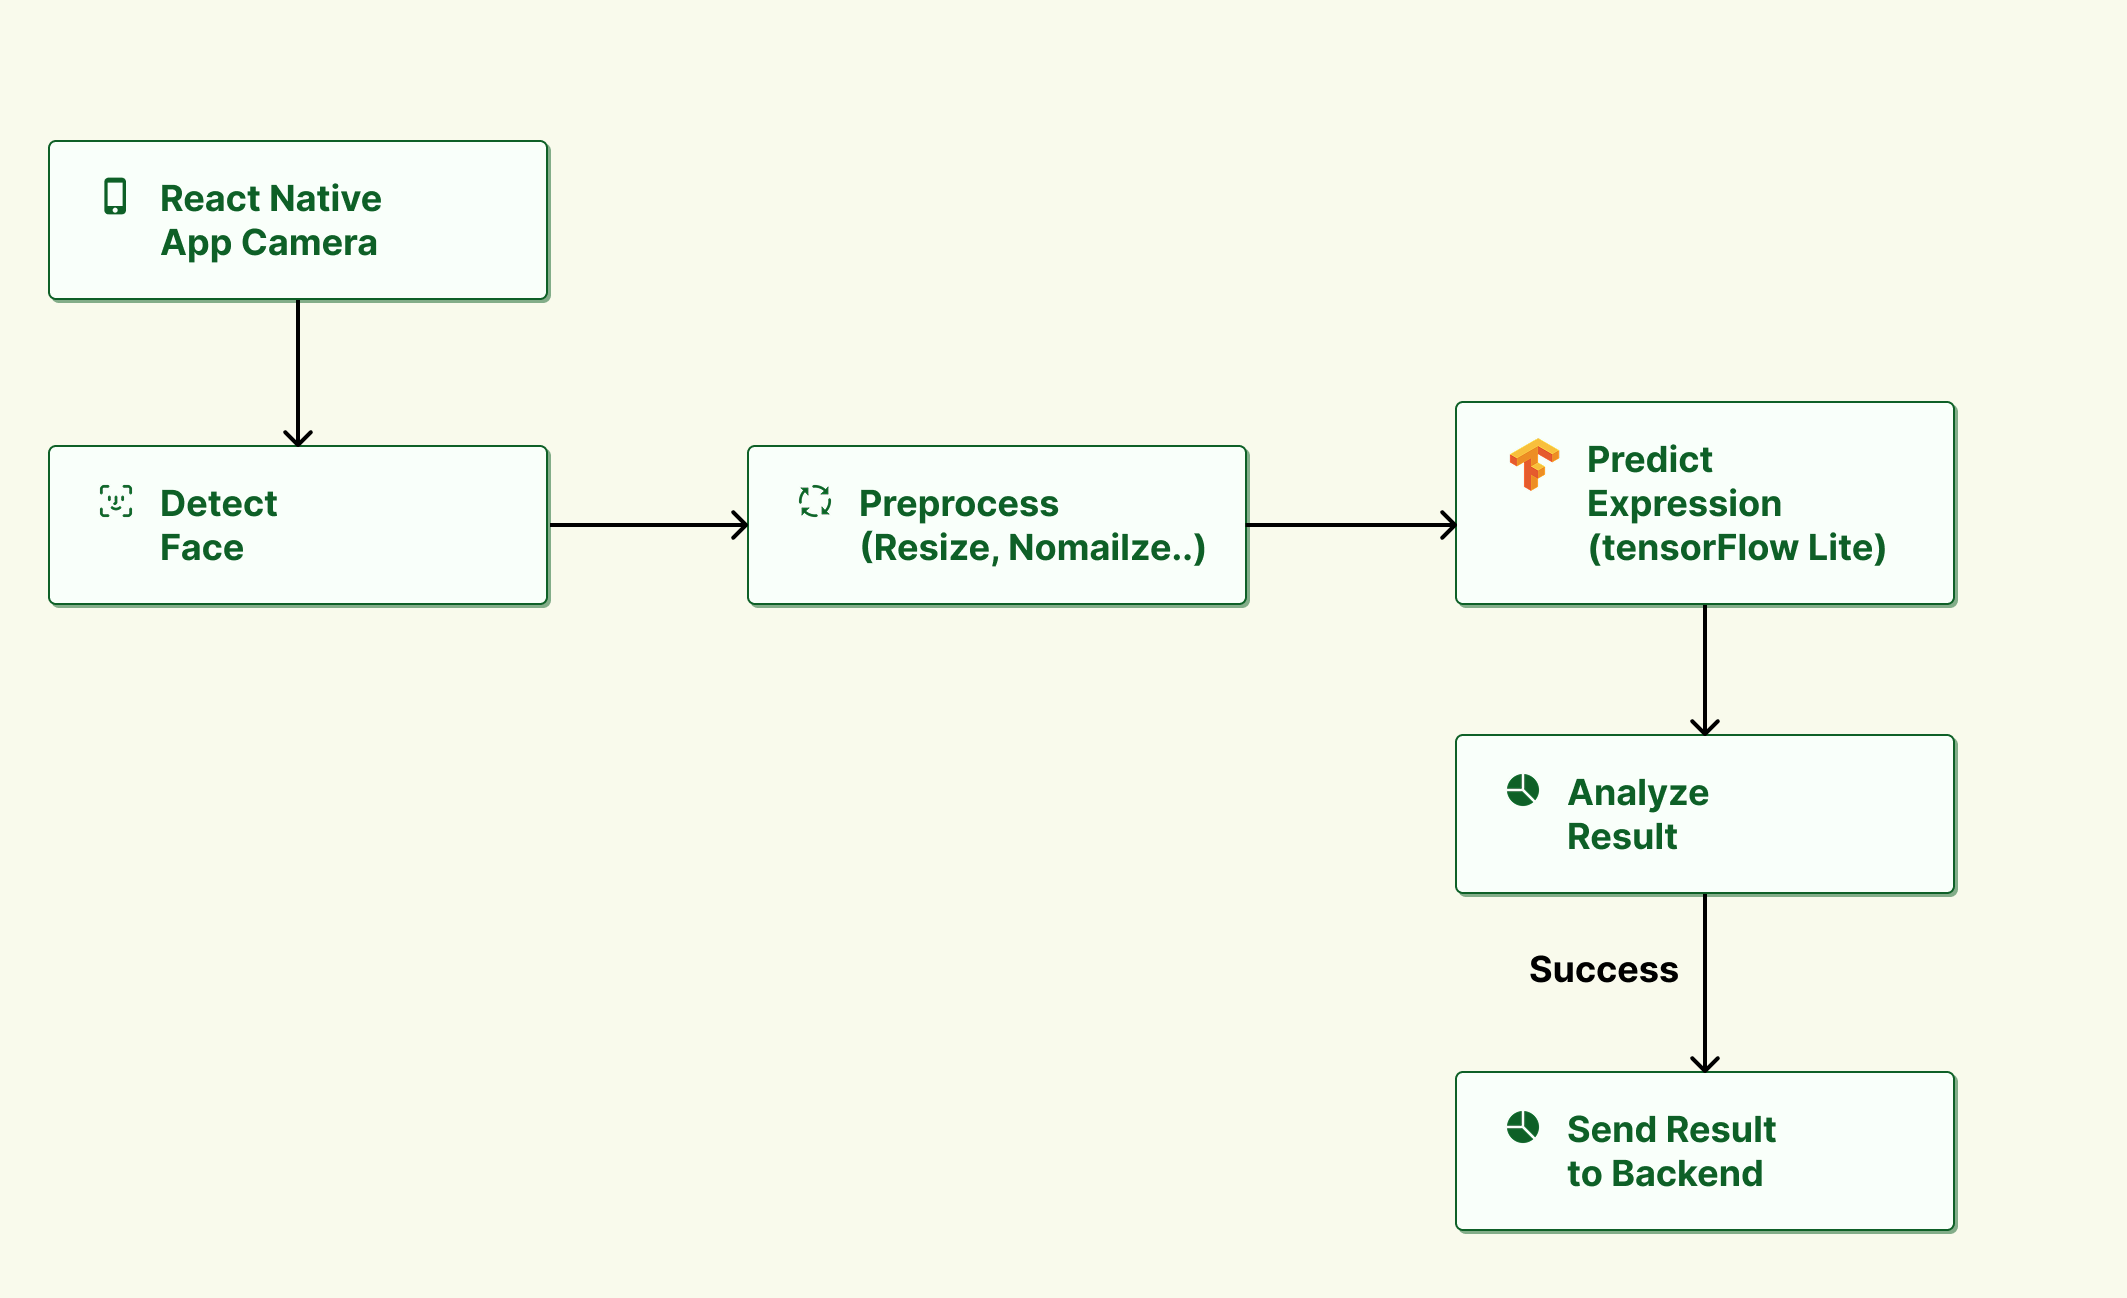 React Native
App Camera
Detect
Face
Preprocess
(Resize, Nomailze..)
Predict
Expression
(tensorFlow Lite)
Analyze
Result
Success
Send Result
to Backend